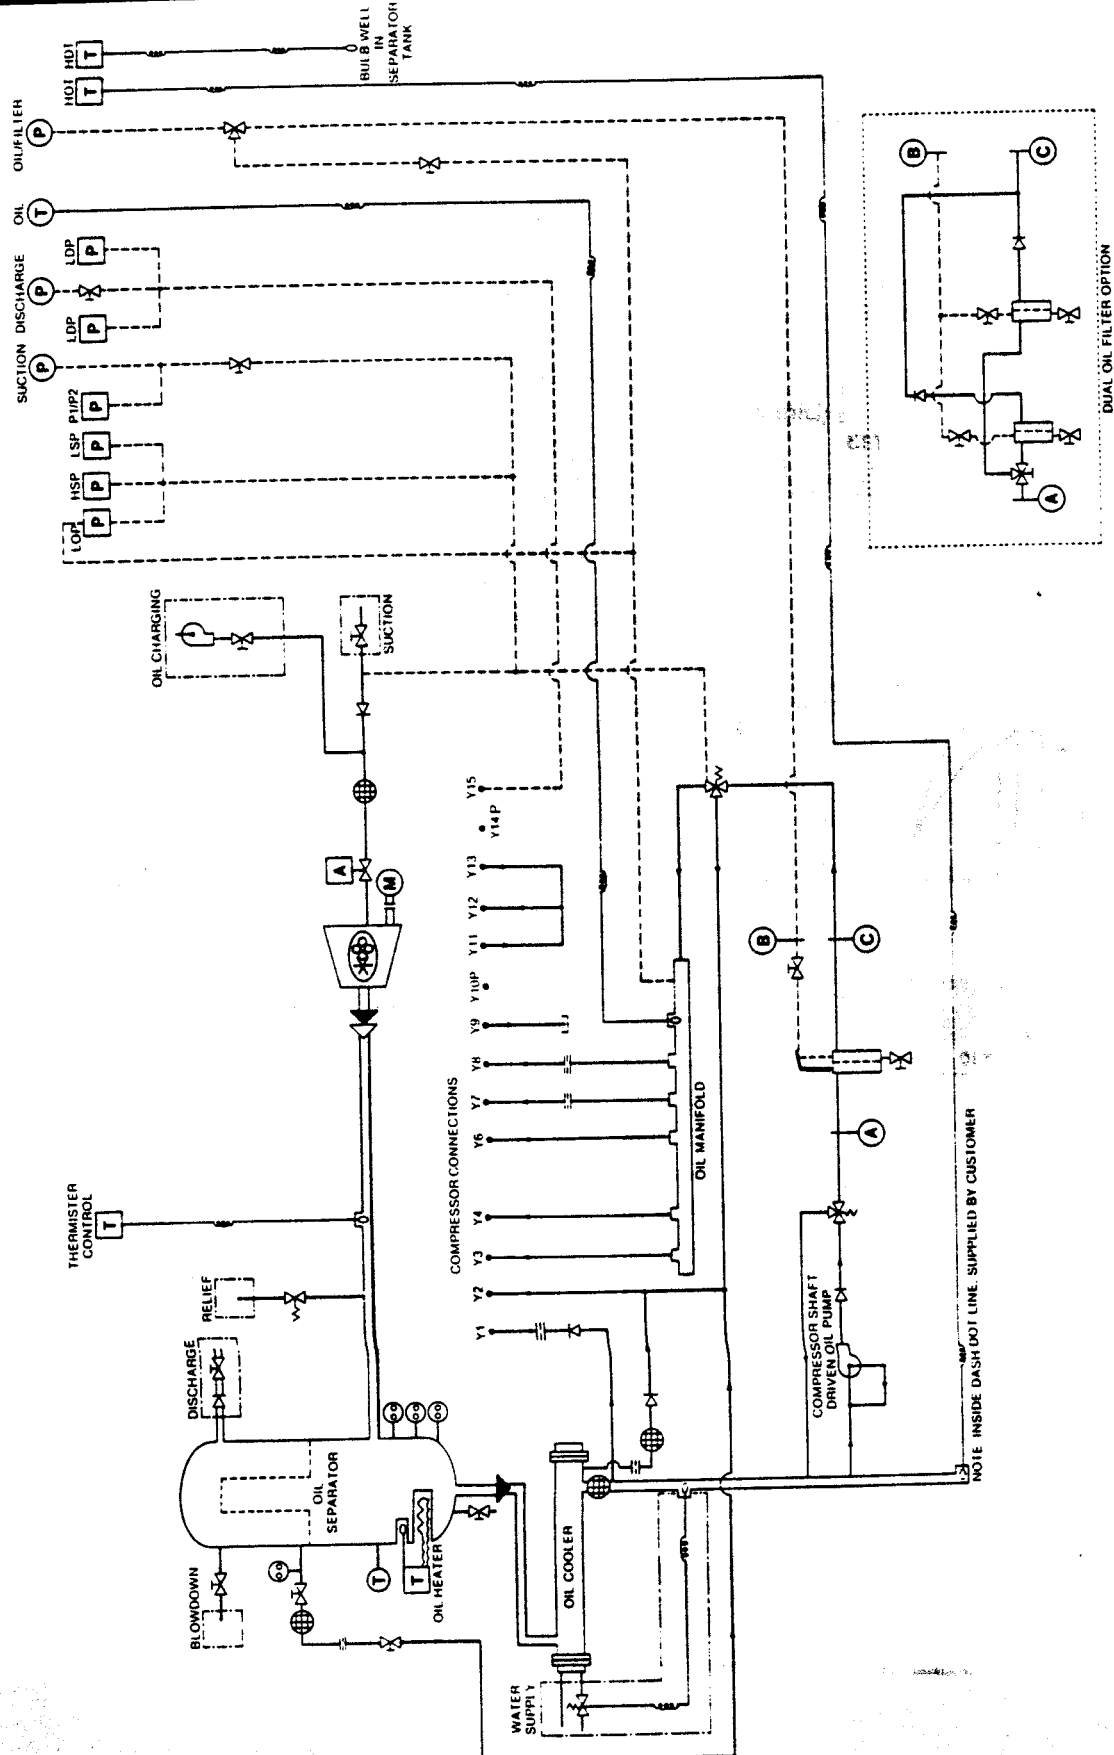 HDT
T
HOT
T
BULB WELL
IN
SEPARATOR
TANK
OIL/FILTER
P
OIL
T
SUCTION DISCHARGE
P
P
LDP
P
LDP
P
P1/P2
P
LSP
P
HSP
P
LOP
P
OIL CHARGING
SUCTION
A
M
THERMISTER
CONTROL
T
RELIEF
DISCHARGE
OIL
SEPARATOR
BLOWDOWN
T
T
OIL HEATER
COMPRESSOR CONNECTIONS
Y1
Y2
Y3
Y4
Y6
Y7
Y8
Y9
Y10P
Y11
Y12
Y13
Y14P
Y15
OIL MANIFOLD
OIL COOLER
WATER
SUPPLY
COMPRESSOR SHAFT
DRIVEN OIL PUMP
A
B
C
NOTE INSIDE DASH DOT LINE. SUPPLIED BY CUSTOMER
B
C
A
DUAL OIL FILTER OPTION